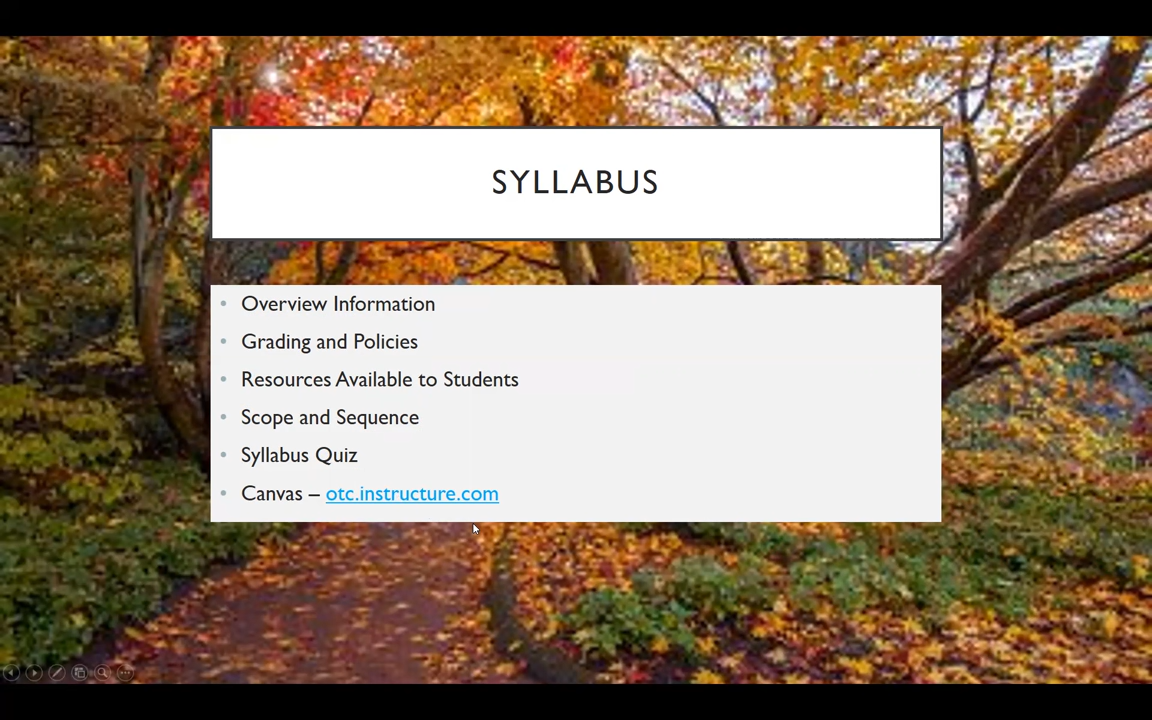 SYLLABUS
• Overview Information
• Grading and Policies
• Resources Available to Students
• Scope and Sequence
• Syllabus Quiz
• Canvas – otc.instructure.com